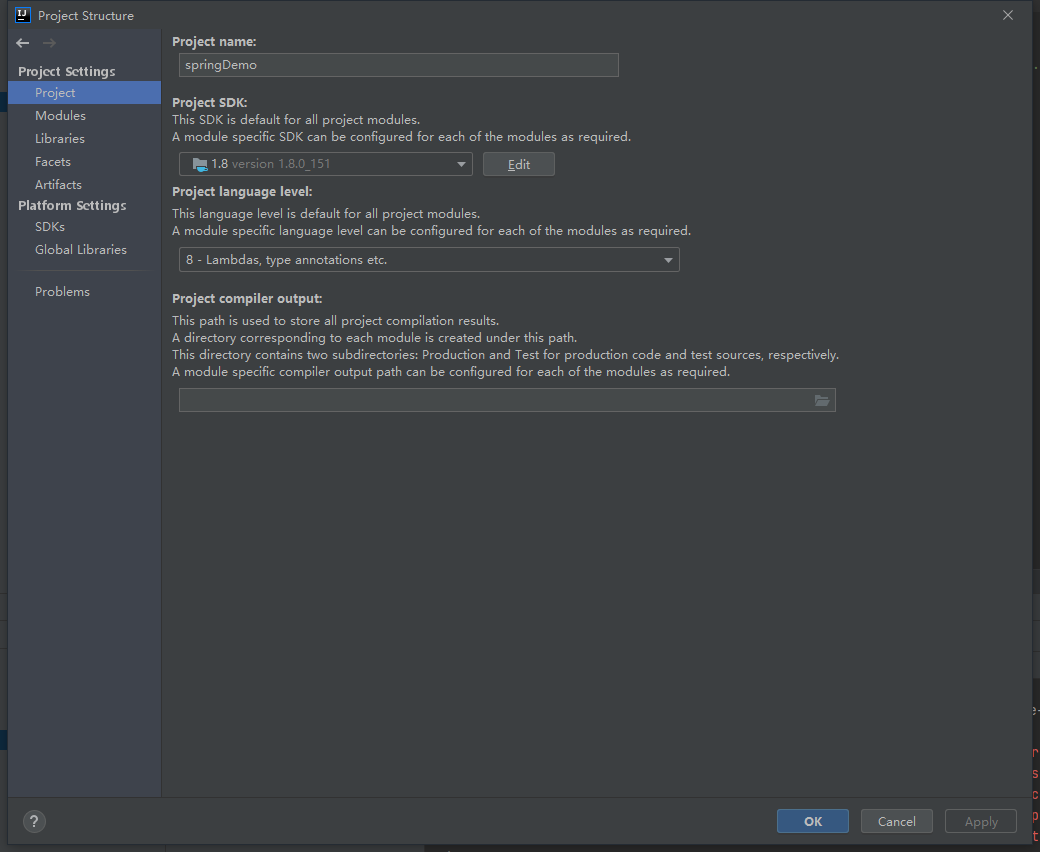 Project Structure
Project Settings
Project
Modules
Libraries
Facets
Artifacts
Platform Settings
SDKs
Global Libraries
Problems
Project name:
springDemo
Project SDK:
This SDK is default for all project modules.
A module specific SDK can be configured for each of the modules as required.
1.8 version 1.8.0_151
Edit
Project language level:
This language level is default for all project modules.
A module specific language level can be configured for each of the modules as required.
8 - Lambdas, type annotations etc.
Project compiler output:
This path is used to store all project compilation results.
A directory corresponding to each module is created under this path.
This directory contains two subdirectories: Production and Test for production code and test sources, respectively.
A module specific compiler output path can be configured for each of the modules as required.
?
OK
Cancel
Apply